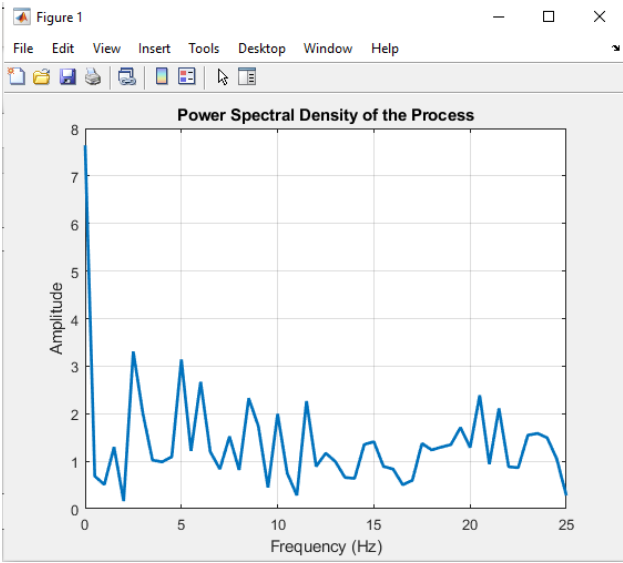 Figure 1
File Edit View Insert Tools Desktop Window Help
Power Spectral Density of the Process
8
7
6
5
4
3
2
1
0
Amplitude
0 5 10 15 20 25
Frequency (Hz)